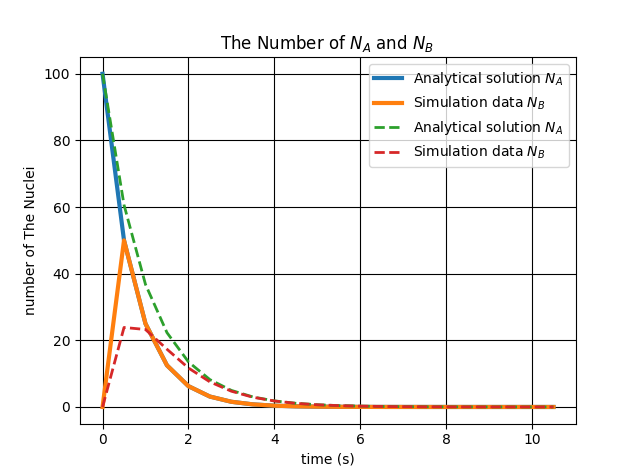 The Number of $N_A$ and $N_B$
Analytical solution $N_A$
Simulation data $N_B$
Analytical solution $N_A$
Simulation data $N_B$
number of The Nuclei
100
80
60
40
20
0
0 2 4 6 8 10
time (s)